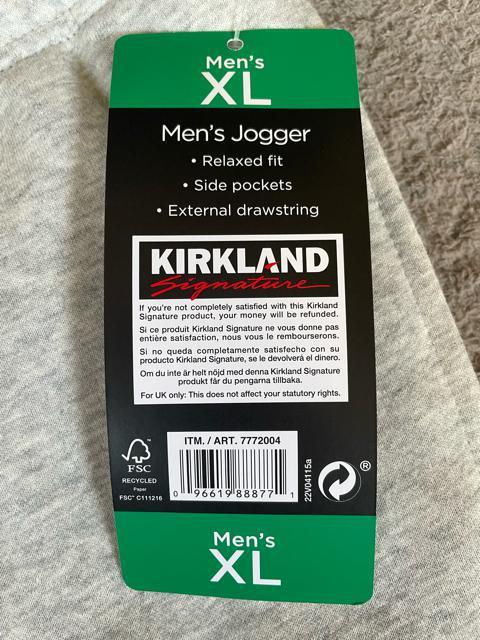 Men's
XL
Men's Jogger
• Relaxed fit
• Side pockets
• External drawstring
KIRKLAND
Signature
If you're not completely satisfied with this Kirkland
Signature product, your money will be refunded.
Si ce produit Kirkland Signature ne vous donne pas
entière satisfaction, nous vous le rembourserons.
Si no queda completamente satisfecho con su
producto Kirkland Signature, se le devolverá el dinero.
Om du inte är helt nöjd med denna Kirkland Signature
produkt får du pengarna tillbaka.
For UK only: This does not affect your statutory rights.
ITM. / ART. 7772004
0 96619 88877 1
22V04115a
®
™
FSC
RECYCLED
Paper
FSC® C111216
Men's
XL